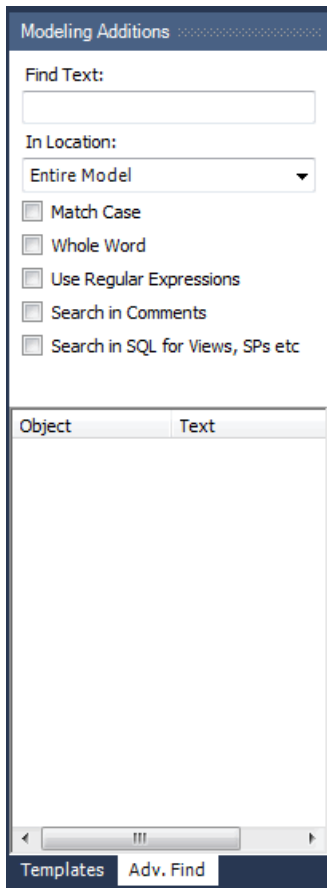 Modeling Additions
Find Text:
In Location:
Entire Model
Match Case
Whole Word
Use Regular Expressions
Search in Comments
Search in SQL for Views, SPs etc
Object Text
Templates Adv. Find